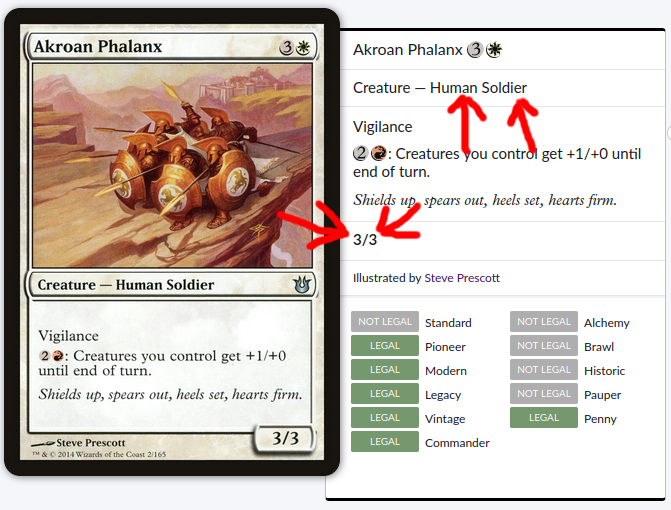 Akroan Phalanx 3
Creature — Human Soldier
Vigilance
2: Creatures you control get +1/+0
until end of turn.
Shields up, spears out, heels set, hearts firm.
Steve Prescott
™ & © 2014 Wizards of the Coast 2/165
3/3
Akroan Phalanx 3
Creature — Human Soldier
Vigilance
2: Creatures you control get +1/+0 until
end of turn.
Shields up, spears out, heels set, hearts firm.
3/3
Illustrated by Steve Prescott
NOT LEGAL Standard NOT LEGAL Alchemy
LEGAL Pioneer NOT LEGAL Brawl
LEGAL Modern NOT LEGAL Historic
LEGAL Legacy NOT LEGAL Pauper
LEGAL Vintage LEGAL Penny
LEGAL Commander